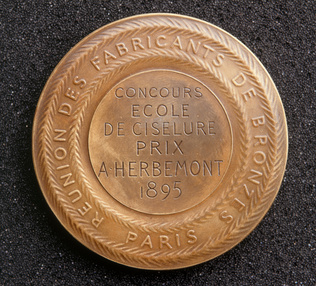 REUNION DES FABRICANTS DE BRONZES
PARIS
CONCOURS
ECOLE
DE CISELURE
PRIX
A HERBEMONT
1895